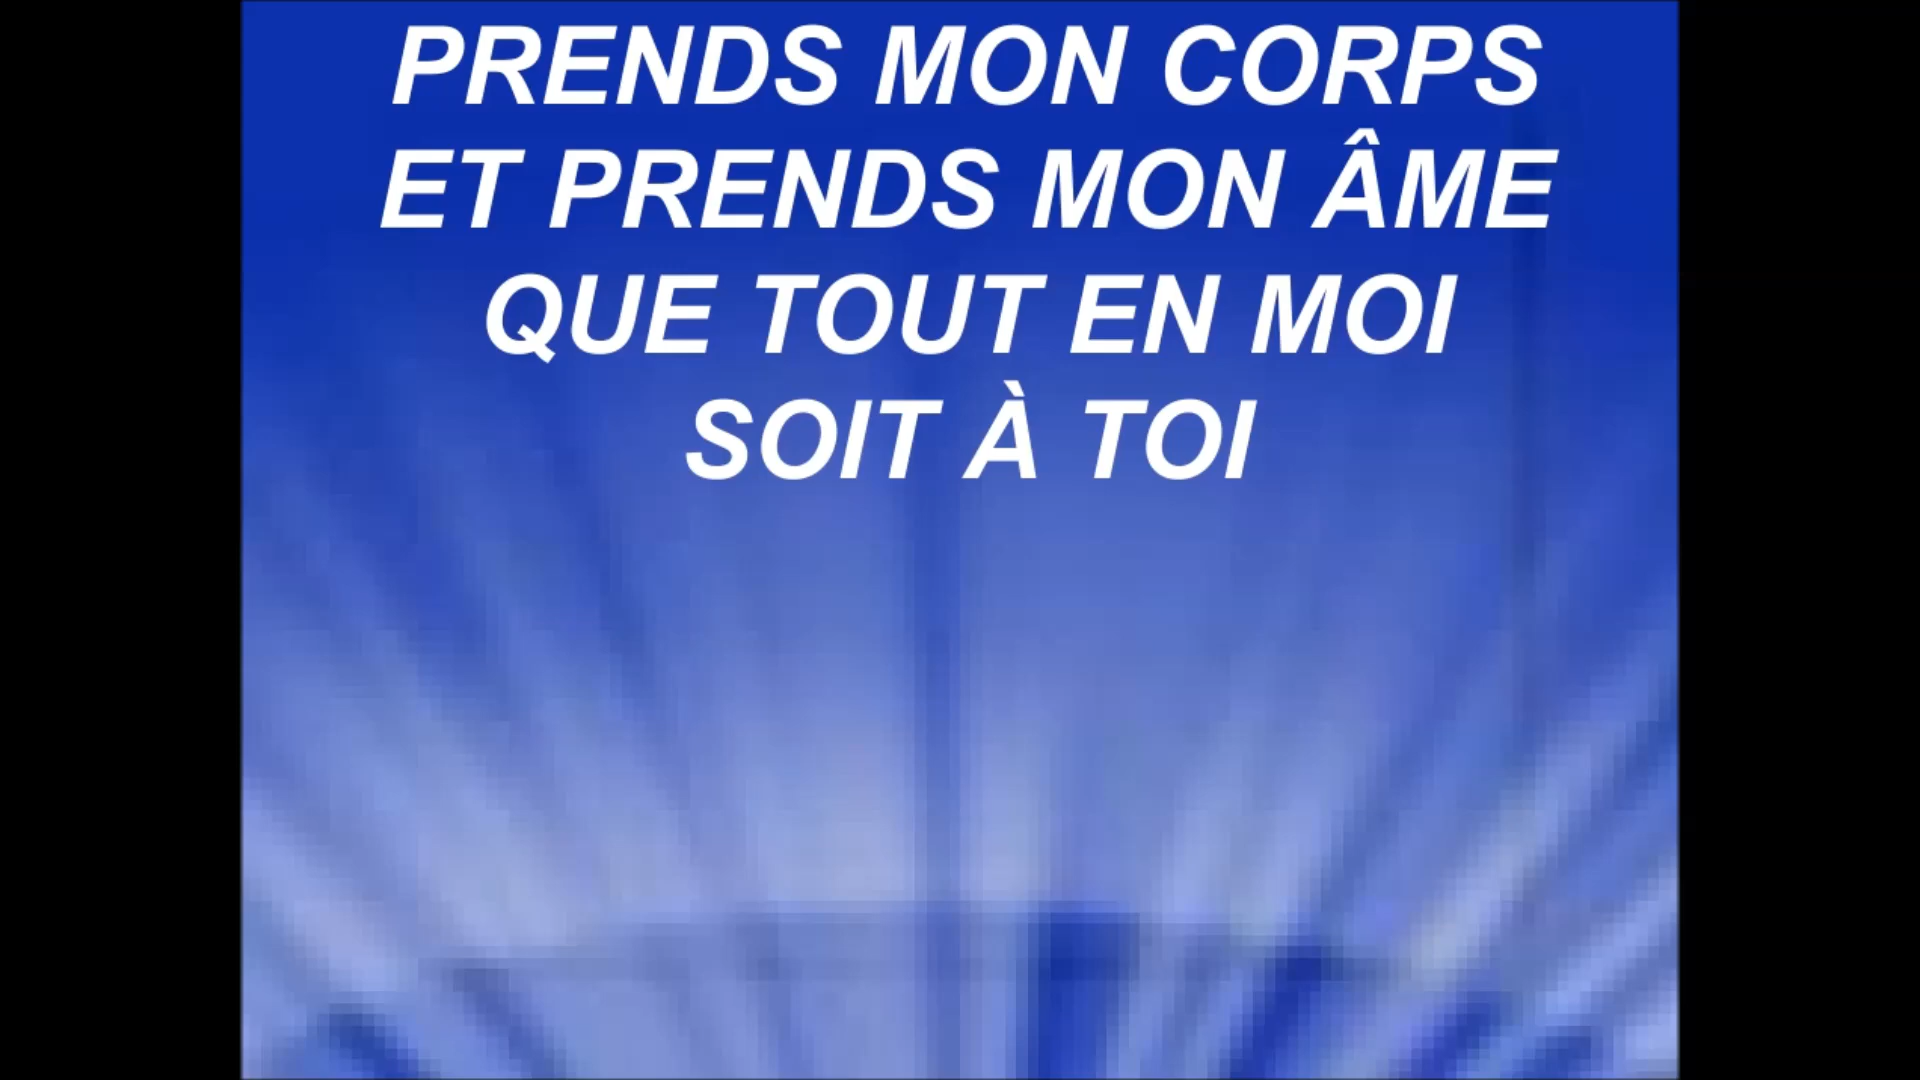 PRENDS MON CORPS
ET PRENDS MON ÂME
QUE TOUT EN MOI
SOIT À TOI